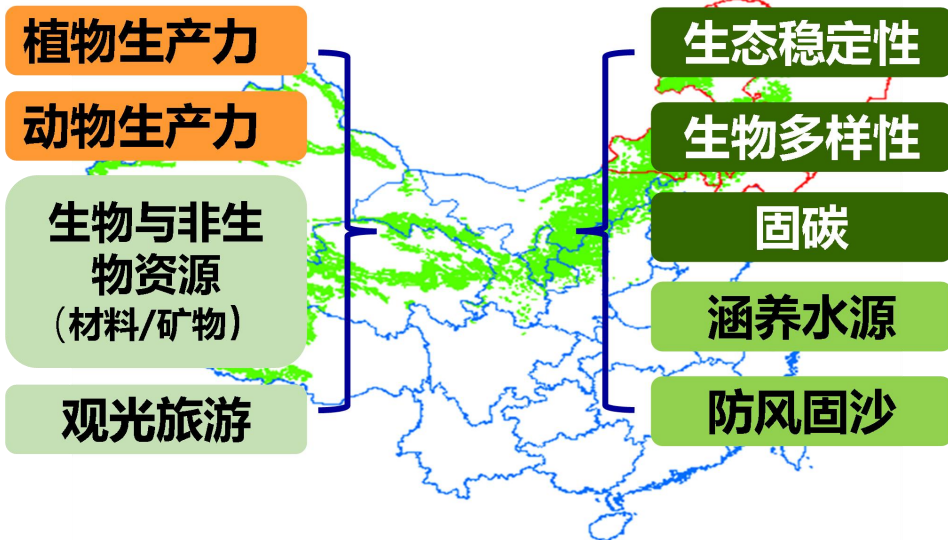 植物生产力
动物生产力
生物与非生
物资源
（材料/矿物）
观光旅游
生态稳定性
生物多样性
固碳
涵养水源
防风固沙